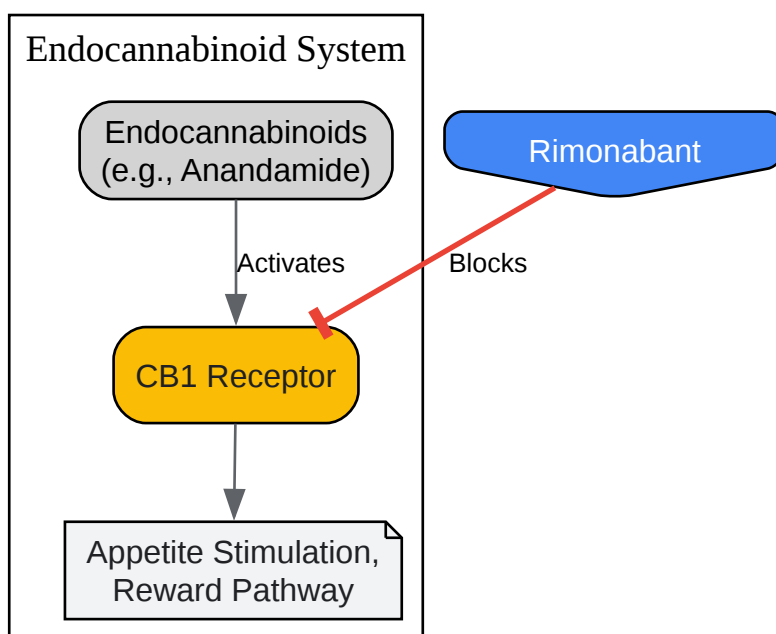 Endocannabinoid System
Endocannabinoids
(e.g., Anandamide)
Rimonabant
Activates
Blocks
CB1 Receptor
Appetite Stimulation,
Reward Pathway